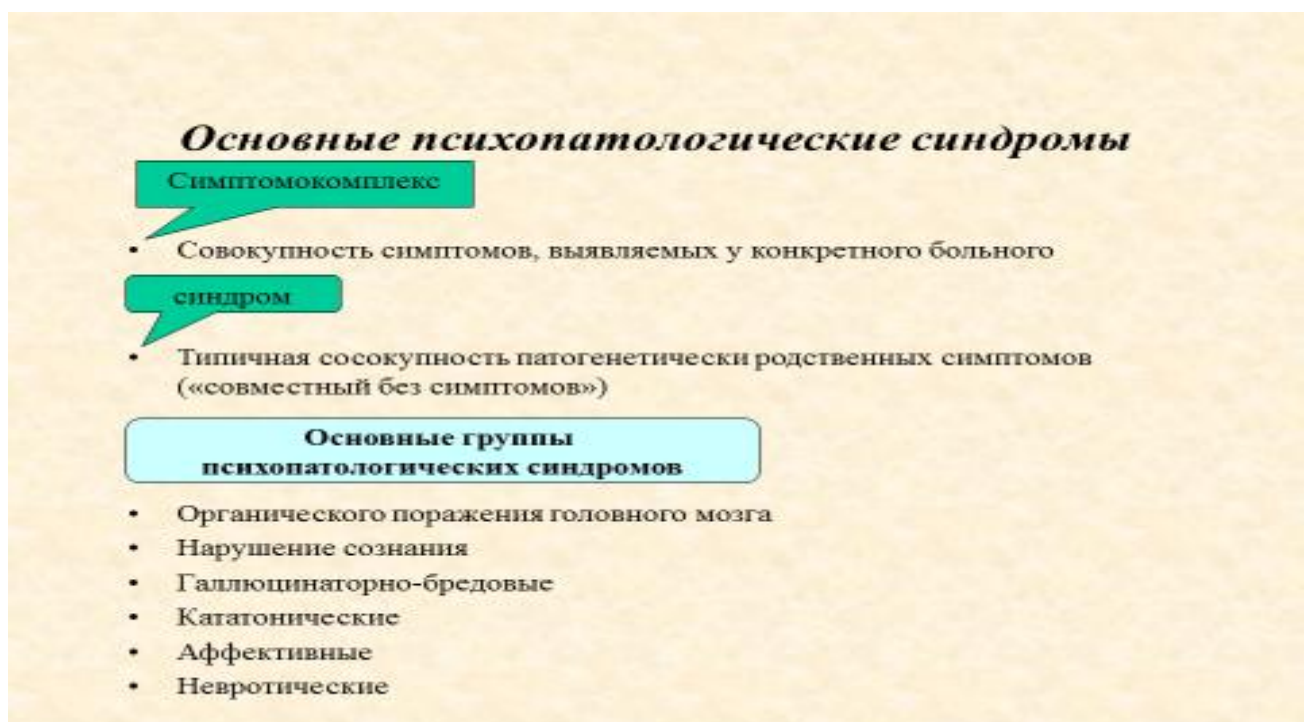 Основные психопатологические синдромы
Симптомокомплекс
• Совокупность симптомов, выявляемых у конкретного больного
синдром
• Типичная сосокупность патогенетически родственных симптомов
(«совместный без симптомов»)
Основные группы
психопатологических синдромов
• Органического поражения головного мозга
• Нарушение сознания
• Галлюцинаторно-бредовые
• Кататонические
• Аффективные
• Невротические